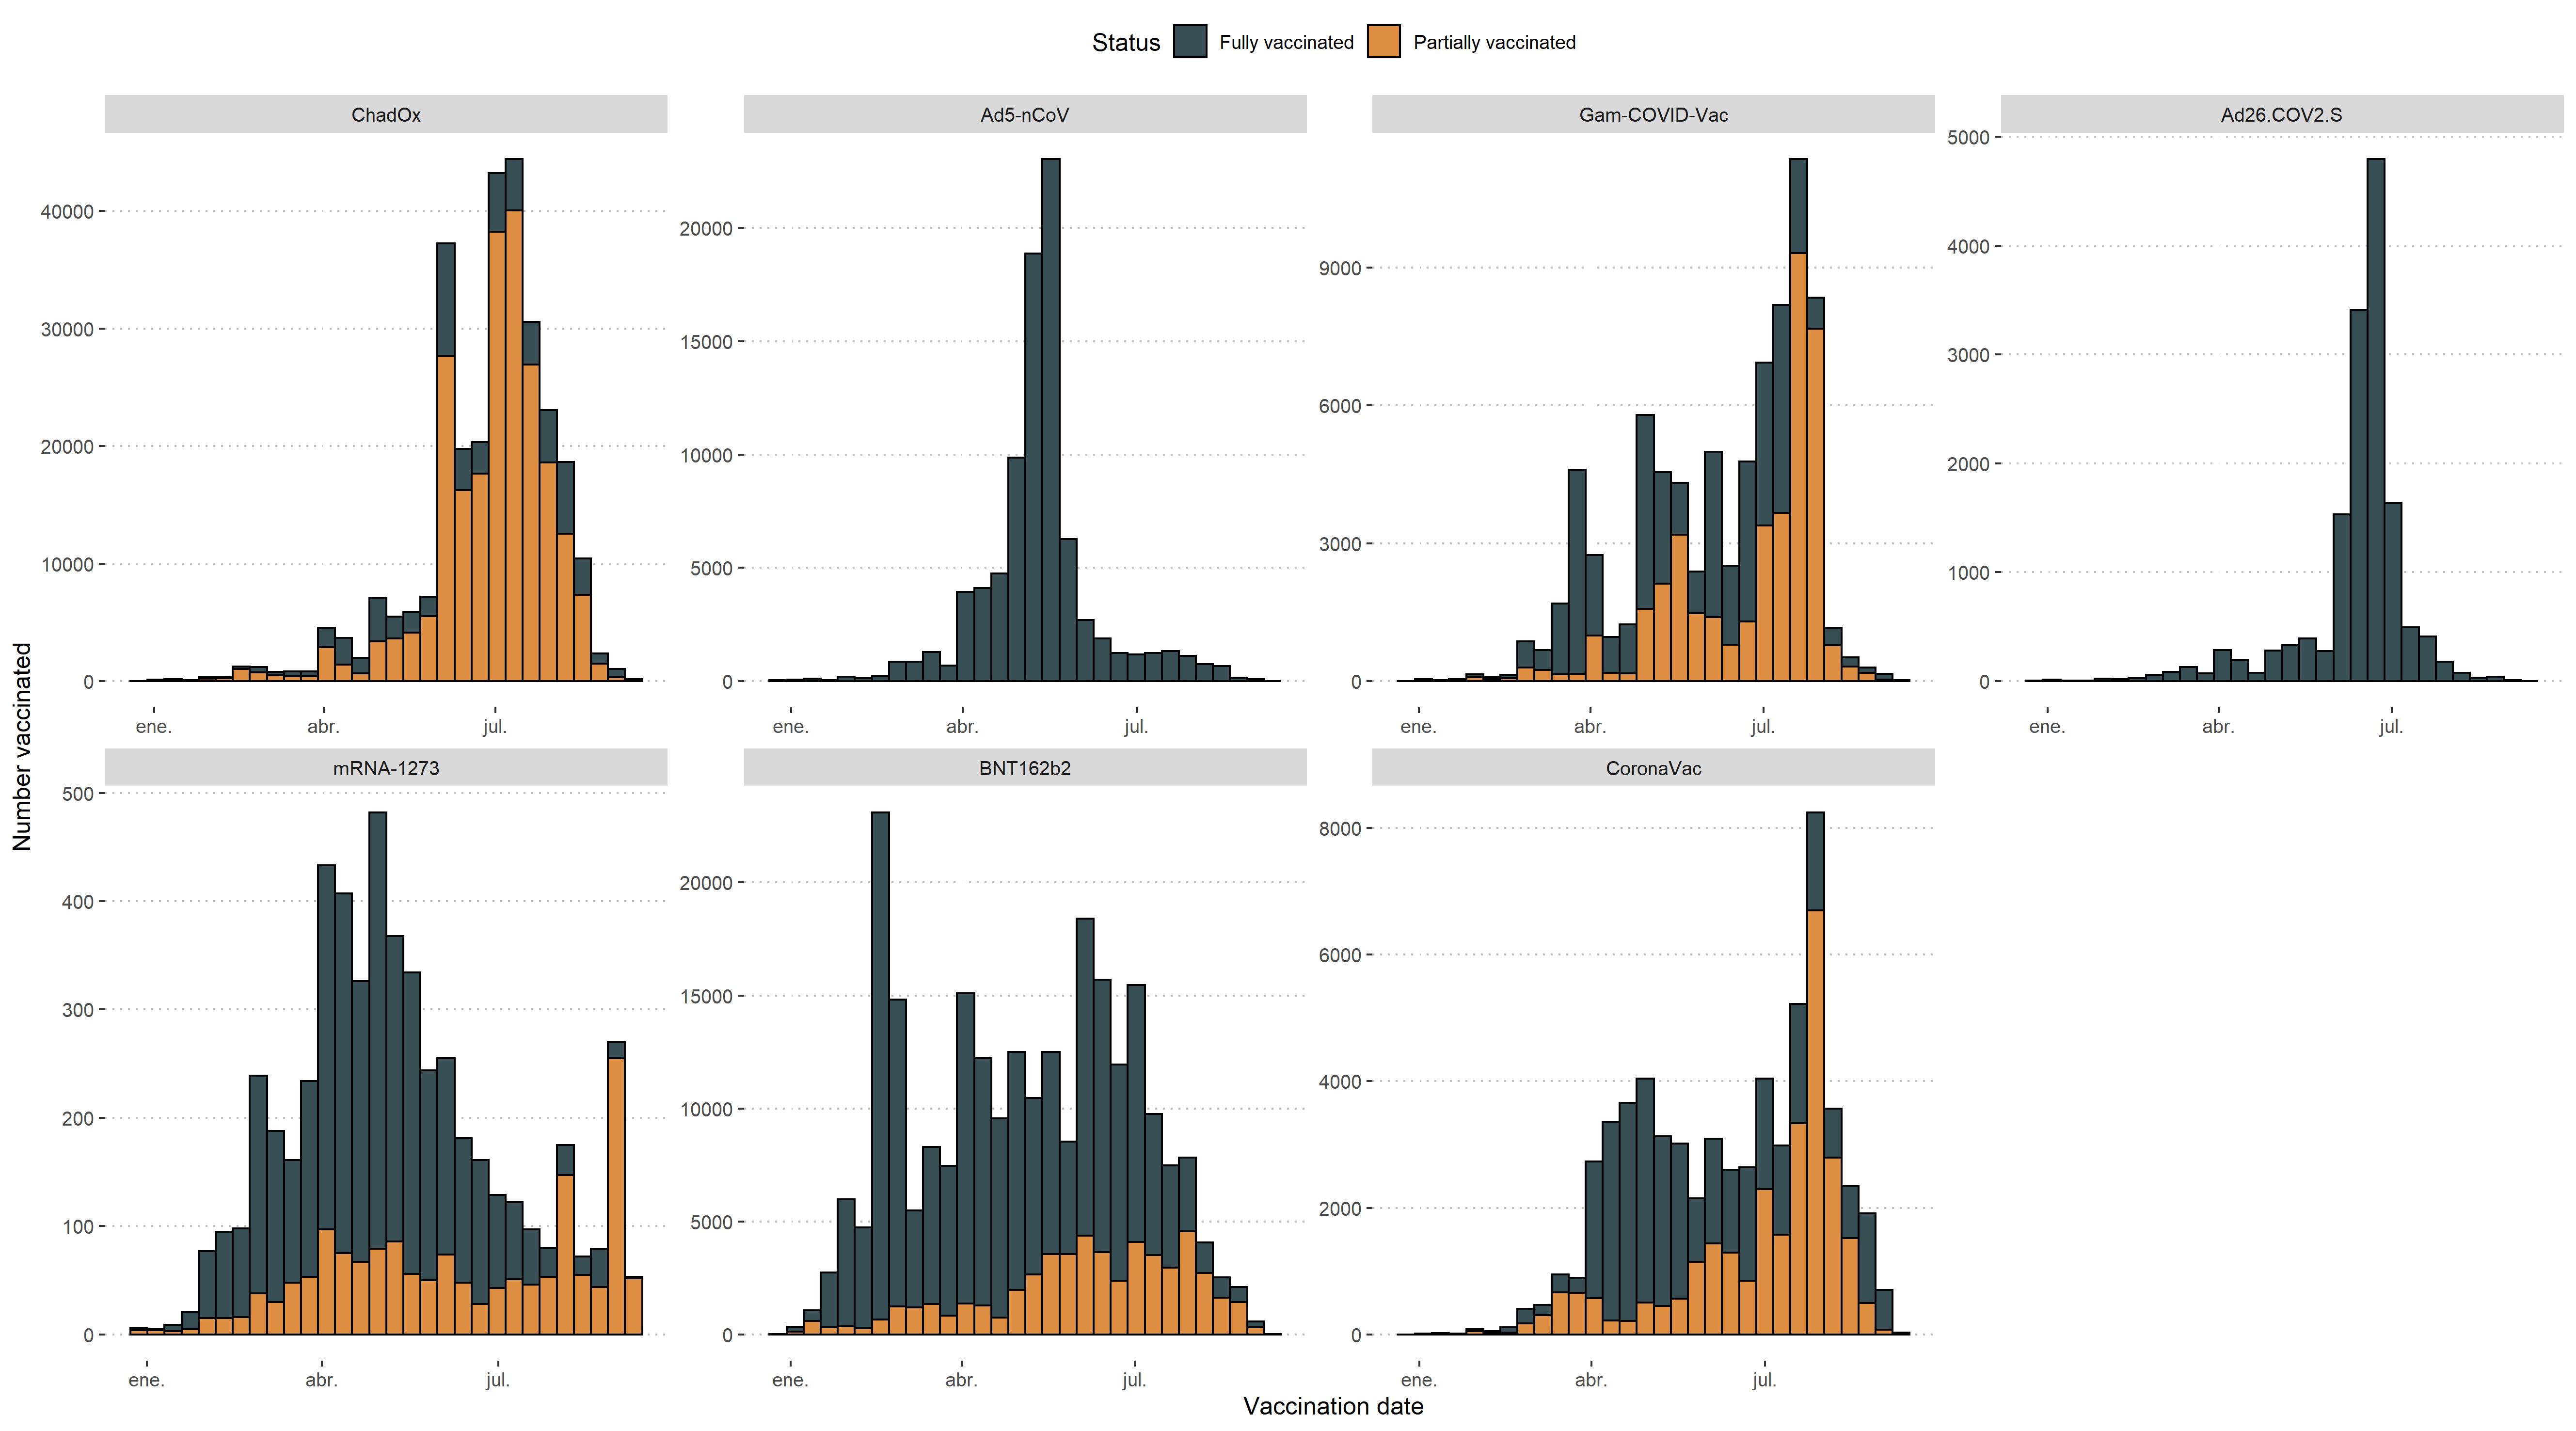 Status Fully vaccinated Partially vaccinated
ChadOx
Ad5-nCoV
Gam-COVID-Vac
Ad26.COV2.S
40000
30000
20000
10000
0
ene. abr. jul.
20000
15000
10000
5000
0
ene. abr. jul.
9000
6000
3000
0
ene. abr. jul.
5000
4000
3000
2000
1000
0
ene. abr. jul.
Number vaccinated
mRNA-1273
BNT162b2
CoronaVac
500
400
300
200
100
0
ene. abr. jul.
20000
15000
10000
5000
0
ene. abr. jul.
8000
6000
4000
2000
0
ene. abr. jul.
Vaccination date